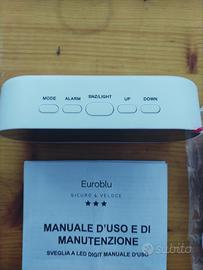 MODE ALARM SNZ/LIGHT UP DOWN
Euroblu
SICURO & VELOCE
MANUALE D'USO E DI
MANUTENZIONE
SVEGLIA A LED DIGIT MANUALE D'USO
subito